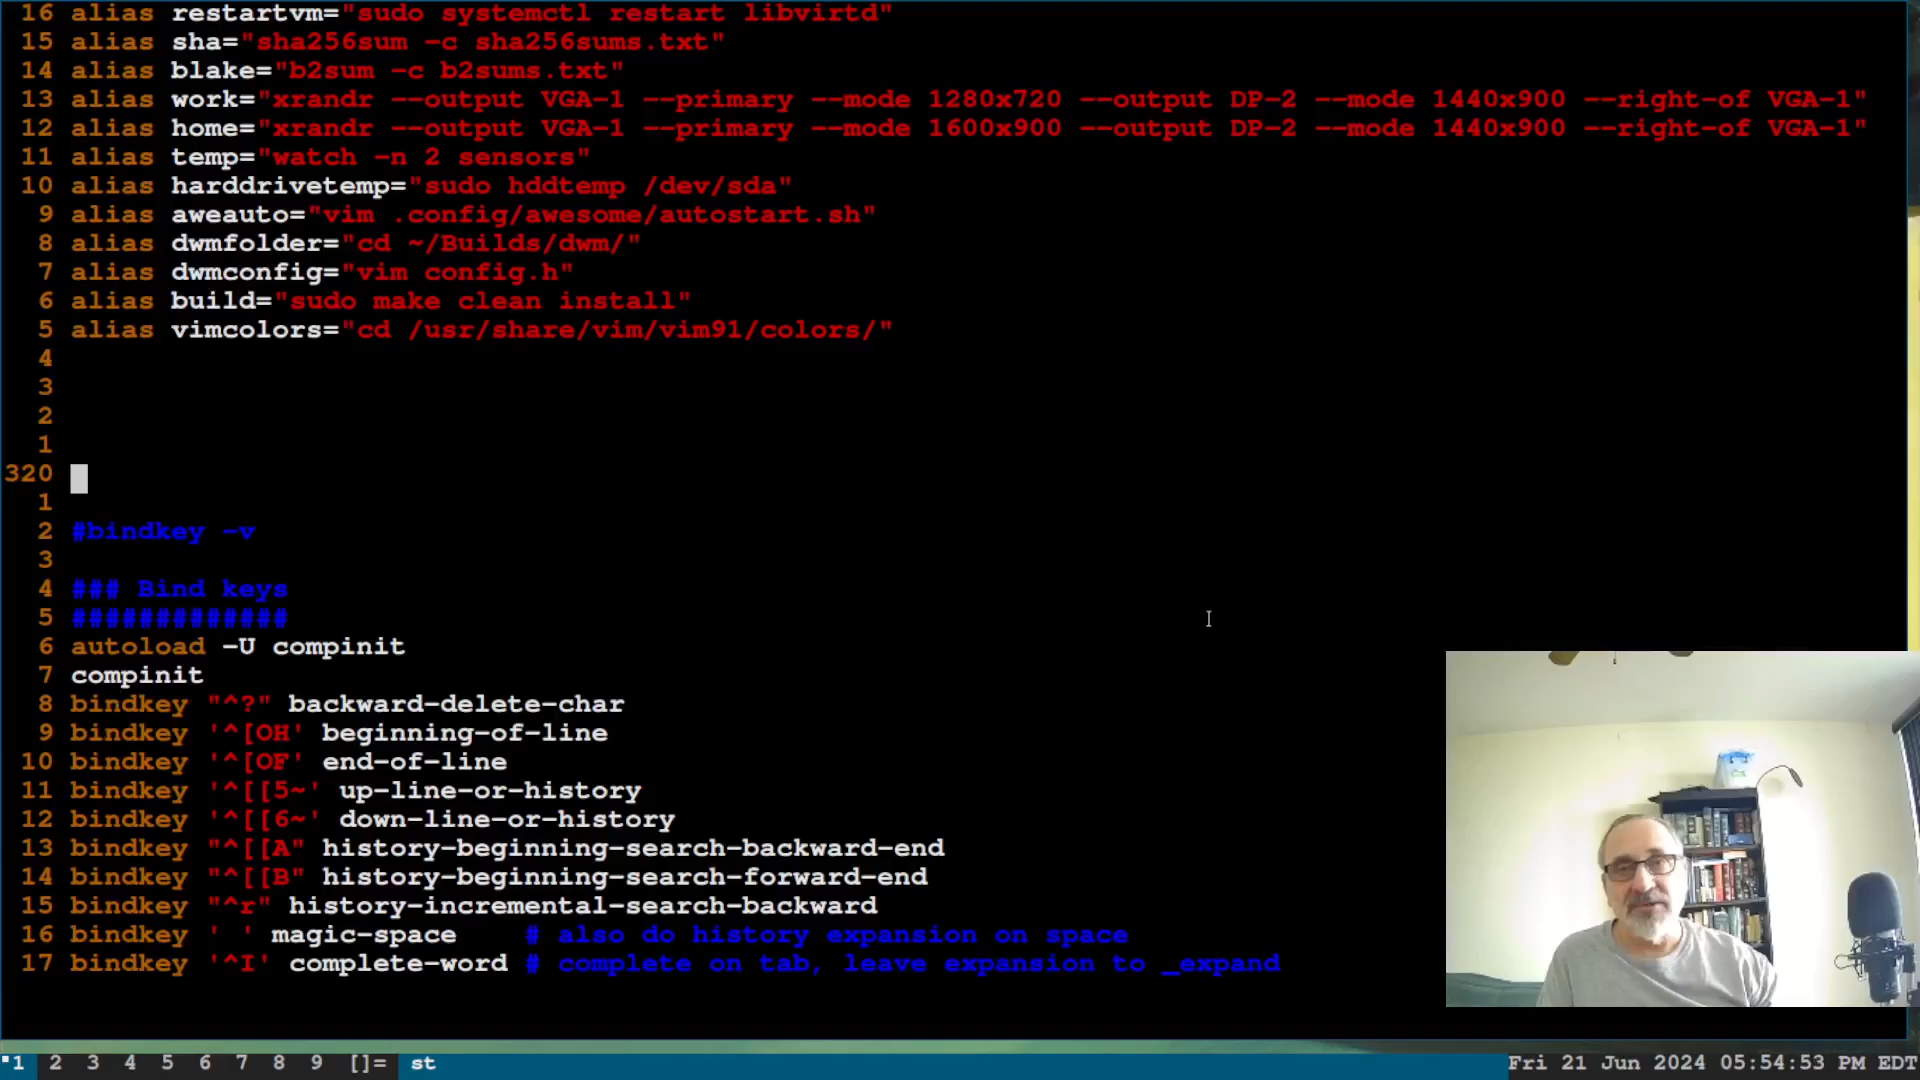 16 alias restartvm="sudo systemctl restart libvirtd"
15 alias sha="sha256sum -c sha256sums.txt"
14 alias blake="b2sum -c b2sums.txt"
13 alias work="xrandr --output VGA-1 --primary --mode 1280x720 --output DP-2 --mode 1440x900 --right-of VGA-1"
12 alias home="xrandr --output VGA-1 --primary --mode 1600x900 --output DP-2 --mode 1440x900 --right-of VGA-1"
11 alias temp="watch -n 2 sensors"
10 alias harddrivetemp="sudo hddtemp /dev/sda"
9 alias aweauto="vim .config/awesome/autostart.sh"
8 alias dwmfolder="cd ~/Builds/dwm/"
7 alias dwmconfig="vim config.h"
6 alias build="sudo make clean install"
5 alias vimcolors="cd /usr/share/vim/vim91/colors/"
4
3
2
1
320
1
2 #bindkey -v
3
4 ### Bind keys
5 #############
6 autoload -U compinit
7 compinit
8 bindkey "^?" backward-delete-char
9 bindkey '^[OH' beginning-of-line
10 bindkey '^[OF' end-of-line
11 bindkey '^[[5~' up-line-or-history
12 bindkey '^[[6~' down-line-or-history
13 bindkey "^[[A" history-beginning-search-backward-end
14 bindkey "^[[B" history-beginning-search-forward-end
15 bindkey "^r" history-incremental-search-backward
16 bindkey ' ' magic-space    # also do history expansion on space
17 bindkey '^I' complete-word # complete on tab, leave expansion to _expand
1 2 3 4 5 6 7 8 9 []= st Fri 21 Jun 2024 05:54:53 PM EDT